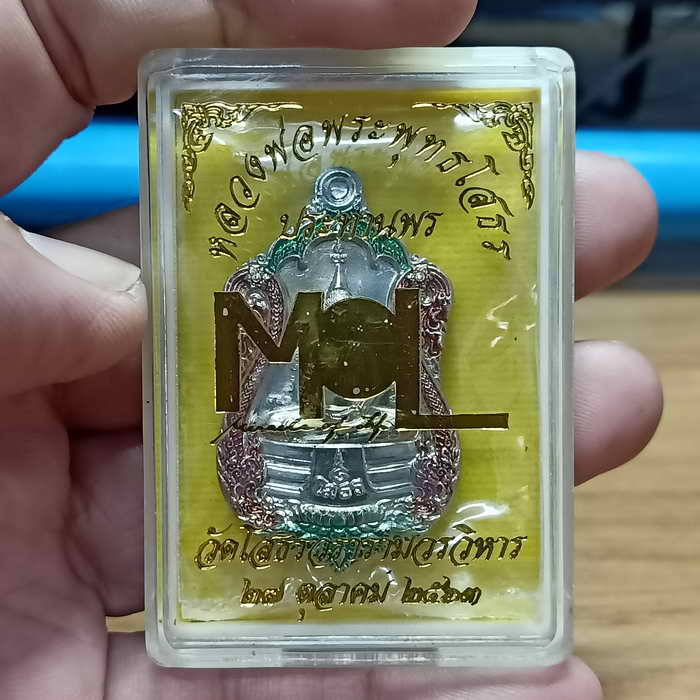 หลวงพ่อพระพุทธโสธร
ประทานพร
MOL
วัดโสธรวรารามวรวิหาร
๒๗ ตุลาคม ๒๕๖๓